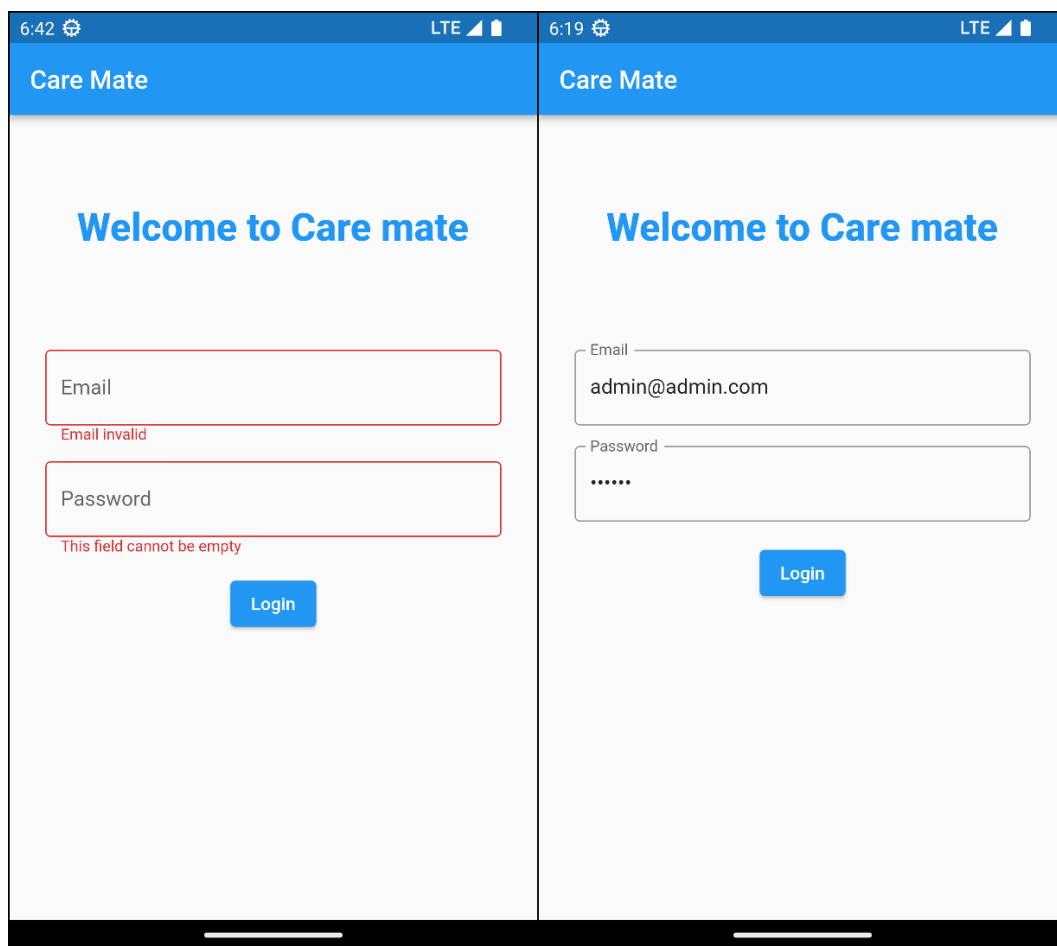 6:42
LTE
Care Mate
Welcome to Care mate
Email
Email invalid
Password
This field cannot be empty
Login
6:19
LTE
Care Mate
Welcome to Care mate
Email
admin@admin.com
Password
••••••
Login